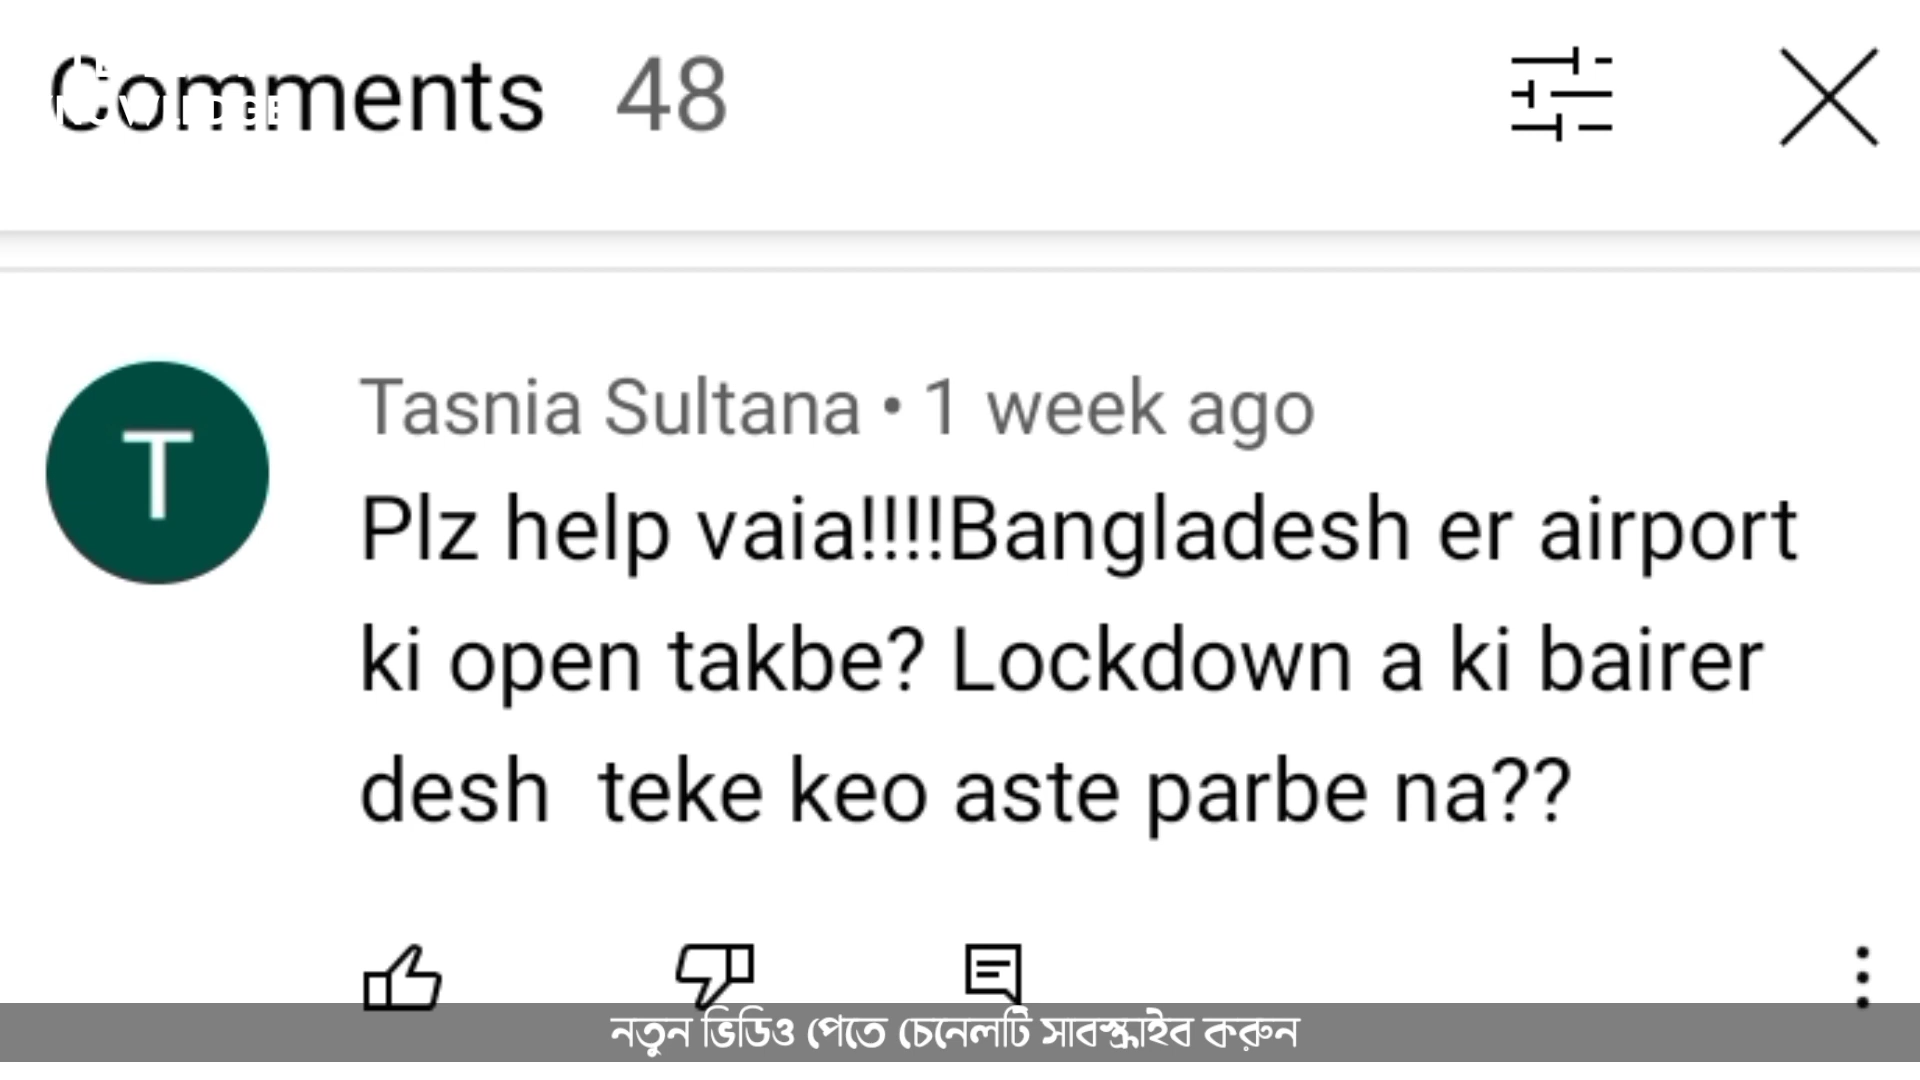 Comments 48
T
Tasnia Sultana • 1 week ago
Plz help vaia!!!!Bangladesh er airport
ki open takbe? Lockdown a ki bairer
desh teke keo aste parbe na??
নতুন ভিডিও পেতে চেনেলটি সাবস্ক্রাইব করুন